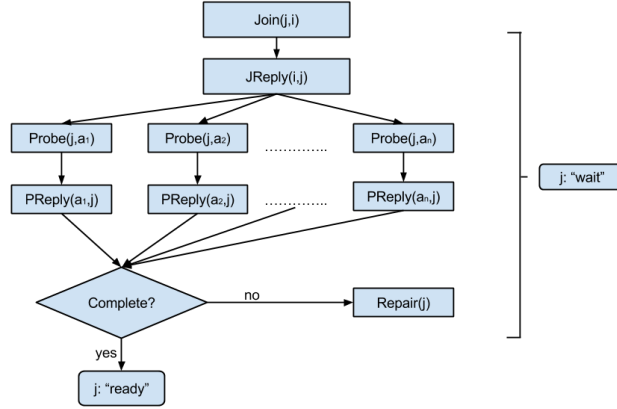 Join(j,i)
JReply(i,j)
Probe(j,a₁)
Probe(j,a₂)
..............
Probe(j,aₙ)
j: “wait”
PReply(a₁,j)
PReply(a₂,j)
..............
PReply(aₙ,j)
Complete?
no
Repair(j)
yes
j: “ready”